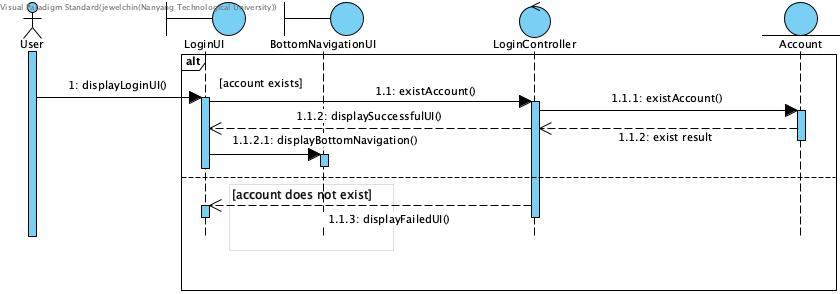 Visual Paradigm Standard(jewelchin(Nanyang Technological University))
User
LoginUI
BottomNavigationUI
LoginController
Account
alt
[account exists]
1: displayLoginUI()
1.1: existAccount()
1.1.1: existAccount()
1.1.2: displaySuccessfulUI()
1.1.2: exist result
1.1.2.1: displayBottomNavigation()
[account does not exist]
1.1.3: displayFailedUI()